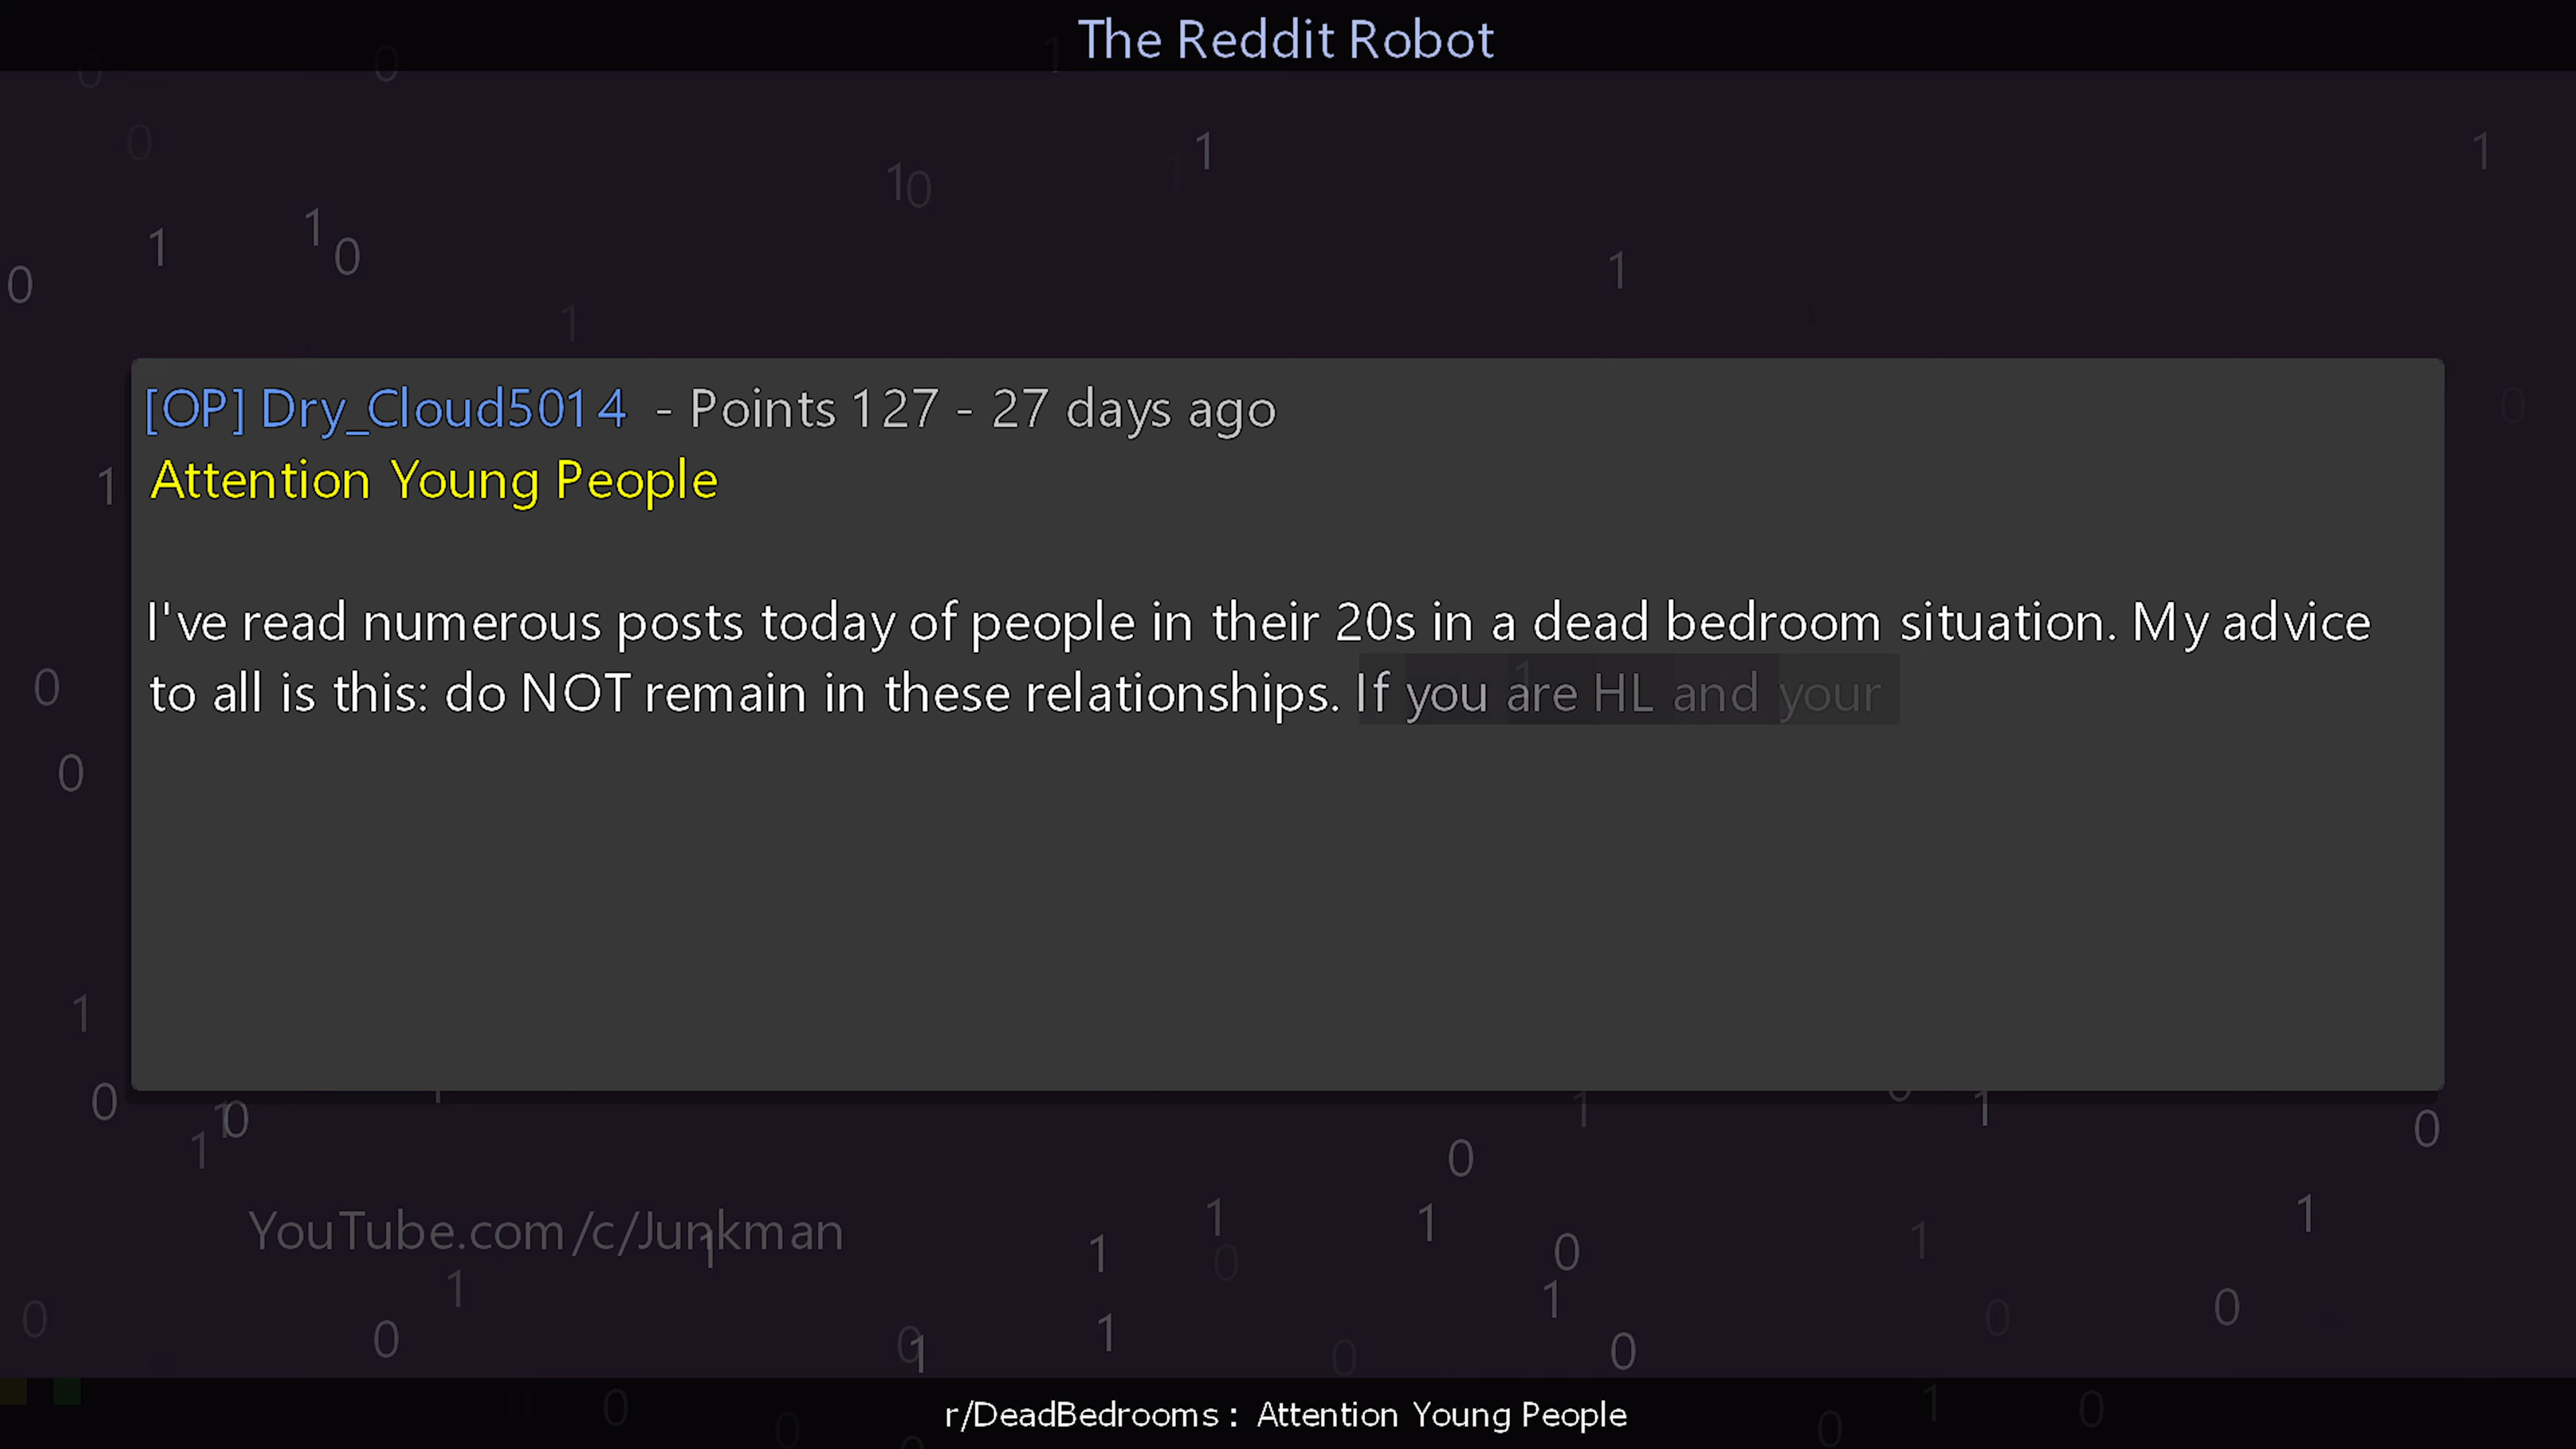 The Reddit Robot
[OP] Dry_Cloud5014 - Points 127 - 27 days ago
Attention Young People
I've read numerous posts today of people in their 20s in a dead bedroom situation. My advice
to all is this: do NOT remain in these relationships. If you are HL and your
YouTube.com/c/Junkman
r/DeadBedrooms : Attention Young People